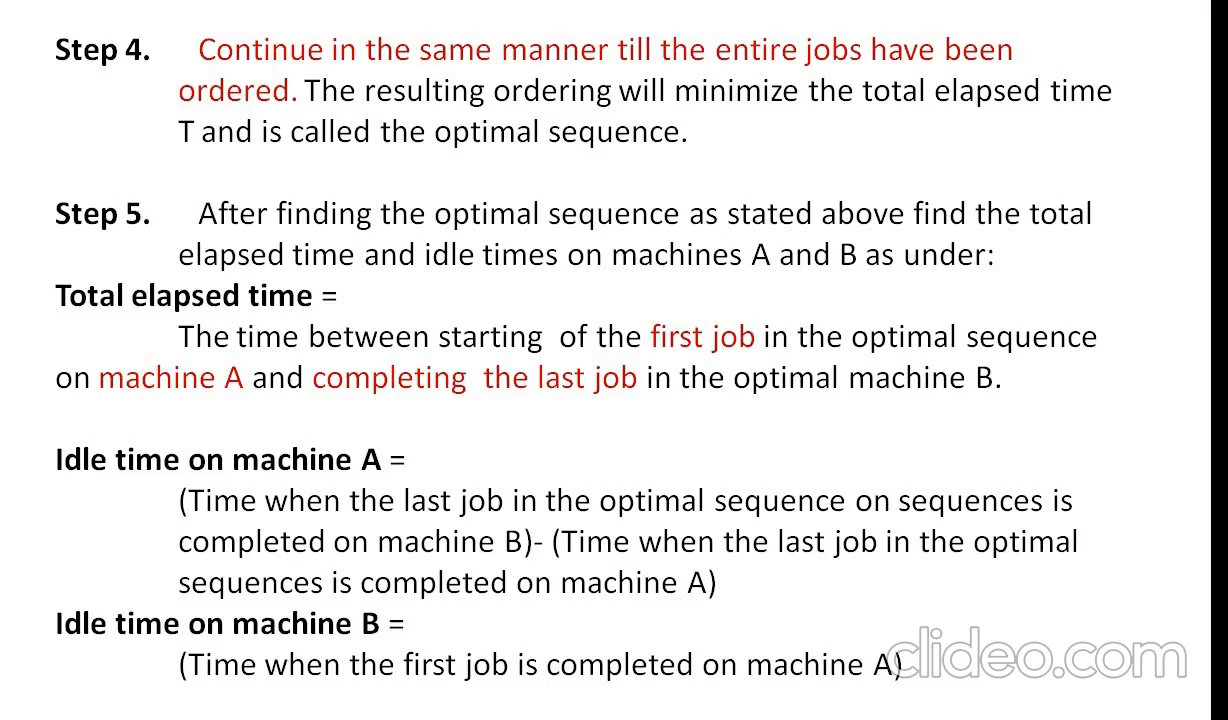 Step 4. Continue in the same manner till the entire jobs have been
ordered. The resulting ordering will minimize the total elapsed time
T and is called the optimal sequence.
Step 5. After finding the optimal sequence as stated above find the total
elapsed time and idle times on machines A and B as under:
Total elapsed time =
The time between starting of the first job in the optimal sequence
on machine A and completing the last job in the optimal machine B.
Idle time on machine A =
(Time when the last job in the optimal sequence on sequences is
completed on machine B)- (Time when the last job in the optimal
sequences is completed on machine A)
Idle time on machine B =
(Time when the first job is completed on machine A)
clideo.com